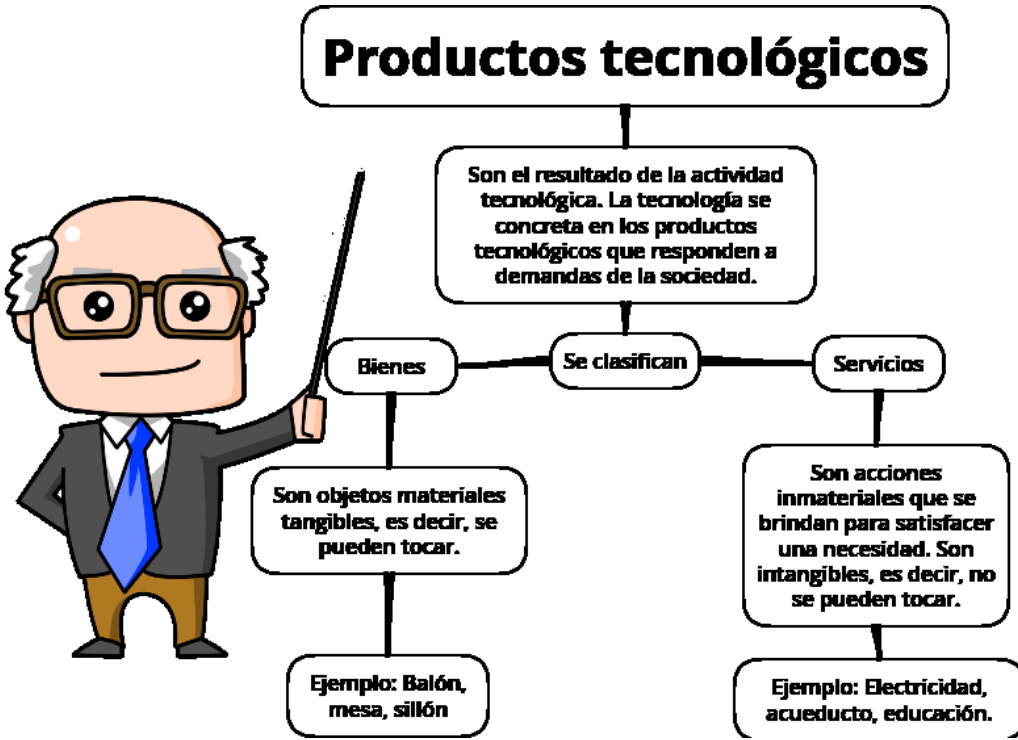 Productos tecnológicos
Son el resultado de la actividad
tecnológica. La tecnología se
concreta en los productos
tecnológicos que responden a
demandas de la sociedad.
Bienes
Se clasifican
Servicios
Son objetos materiales
tangibles, es decir, se
pueden tocar.
Son acciones
inmateriales que se
brindan para satisfacer
una necesidad. Son
intangibles, es decir, no
se pueden tocar.
Ejemplo: Balón,
mesa, sillón
Ejemplo: Electricidad,
acueducto, educación.